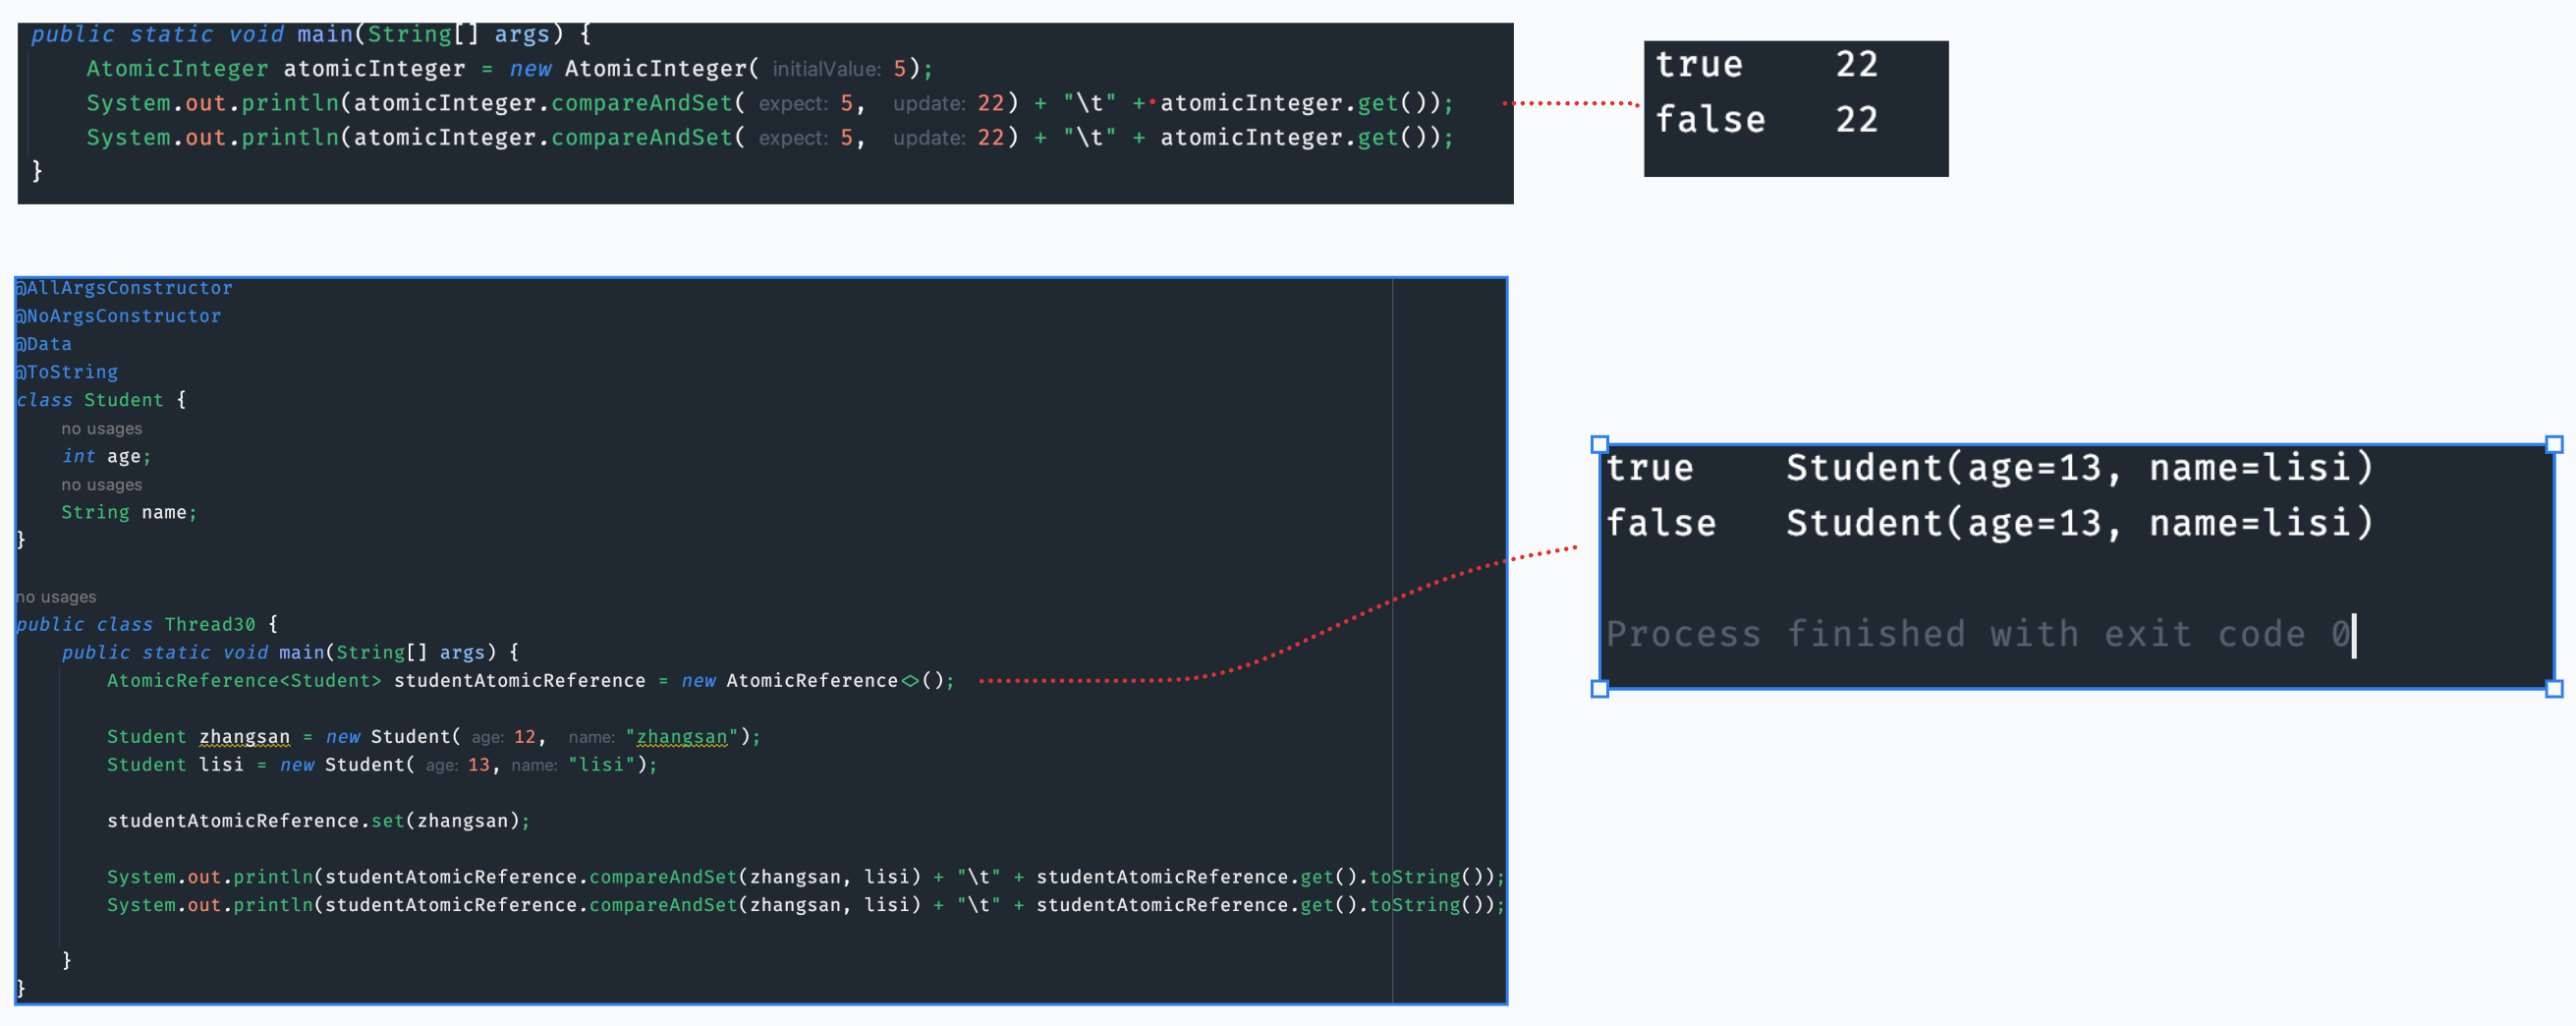 public static void main(String[] args) {
AtomicInteger atomicInteger = new AtomicInteger( initialValue: 5);
System.out.println(atomicInteger.compareAndSet( expect: 5, update: 22) + "\t" + atomicInteger.get());
System.out.println(atomicInteger.compareAndSet( expect: 5, update: 22) + "\t" + atomicInteger.get());
}
true 22
false 22
@AllArgsConstructor
@NoArgsConstructor
@Data
@ToString
class Student {
no usages
int age;
no usages
String name;
}
no usages
public class Thread30 {
public static void main(String[] args) {
AtomicReference<Student> studentAtomicReference = new AtomicReference<>();
Student zhangsan = new Student( age: 12, name: "zhangsan");
Student lisi = new Student( age: 13, name: "lisi");
studentAtomicReference.set(zhangsan);
System.out.println(studentAtomicReference.compareAndSet(zhangsan, lisi) + "\t" + studentAtomicReference.get().toString());
System.out.println(studentAtomicReference.compareAndSet(zhangsan, lisi) + "\t" + studentAtomicReference.get().toString());
}
}
true Student(age=13, name=lisi)
false Student(age=13, name=lisi)
Process finished with exit code 0